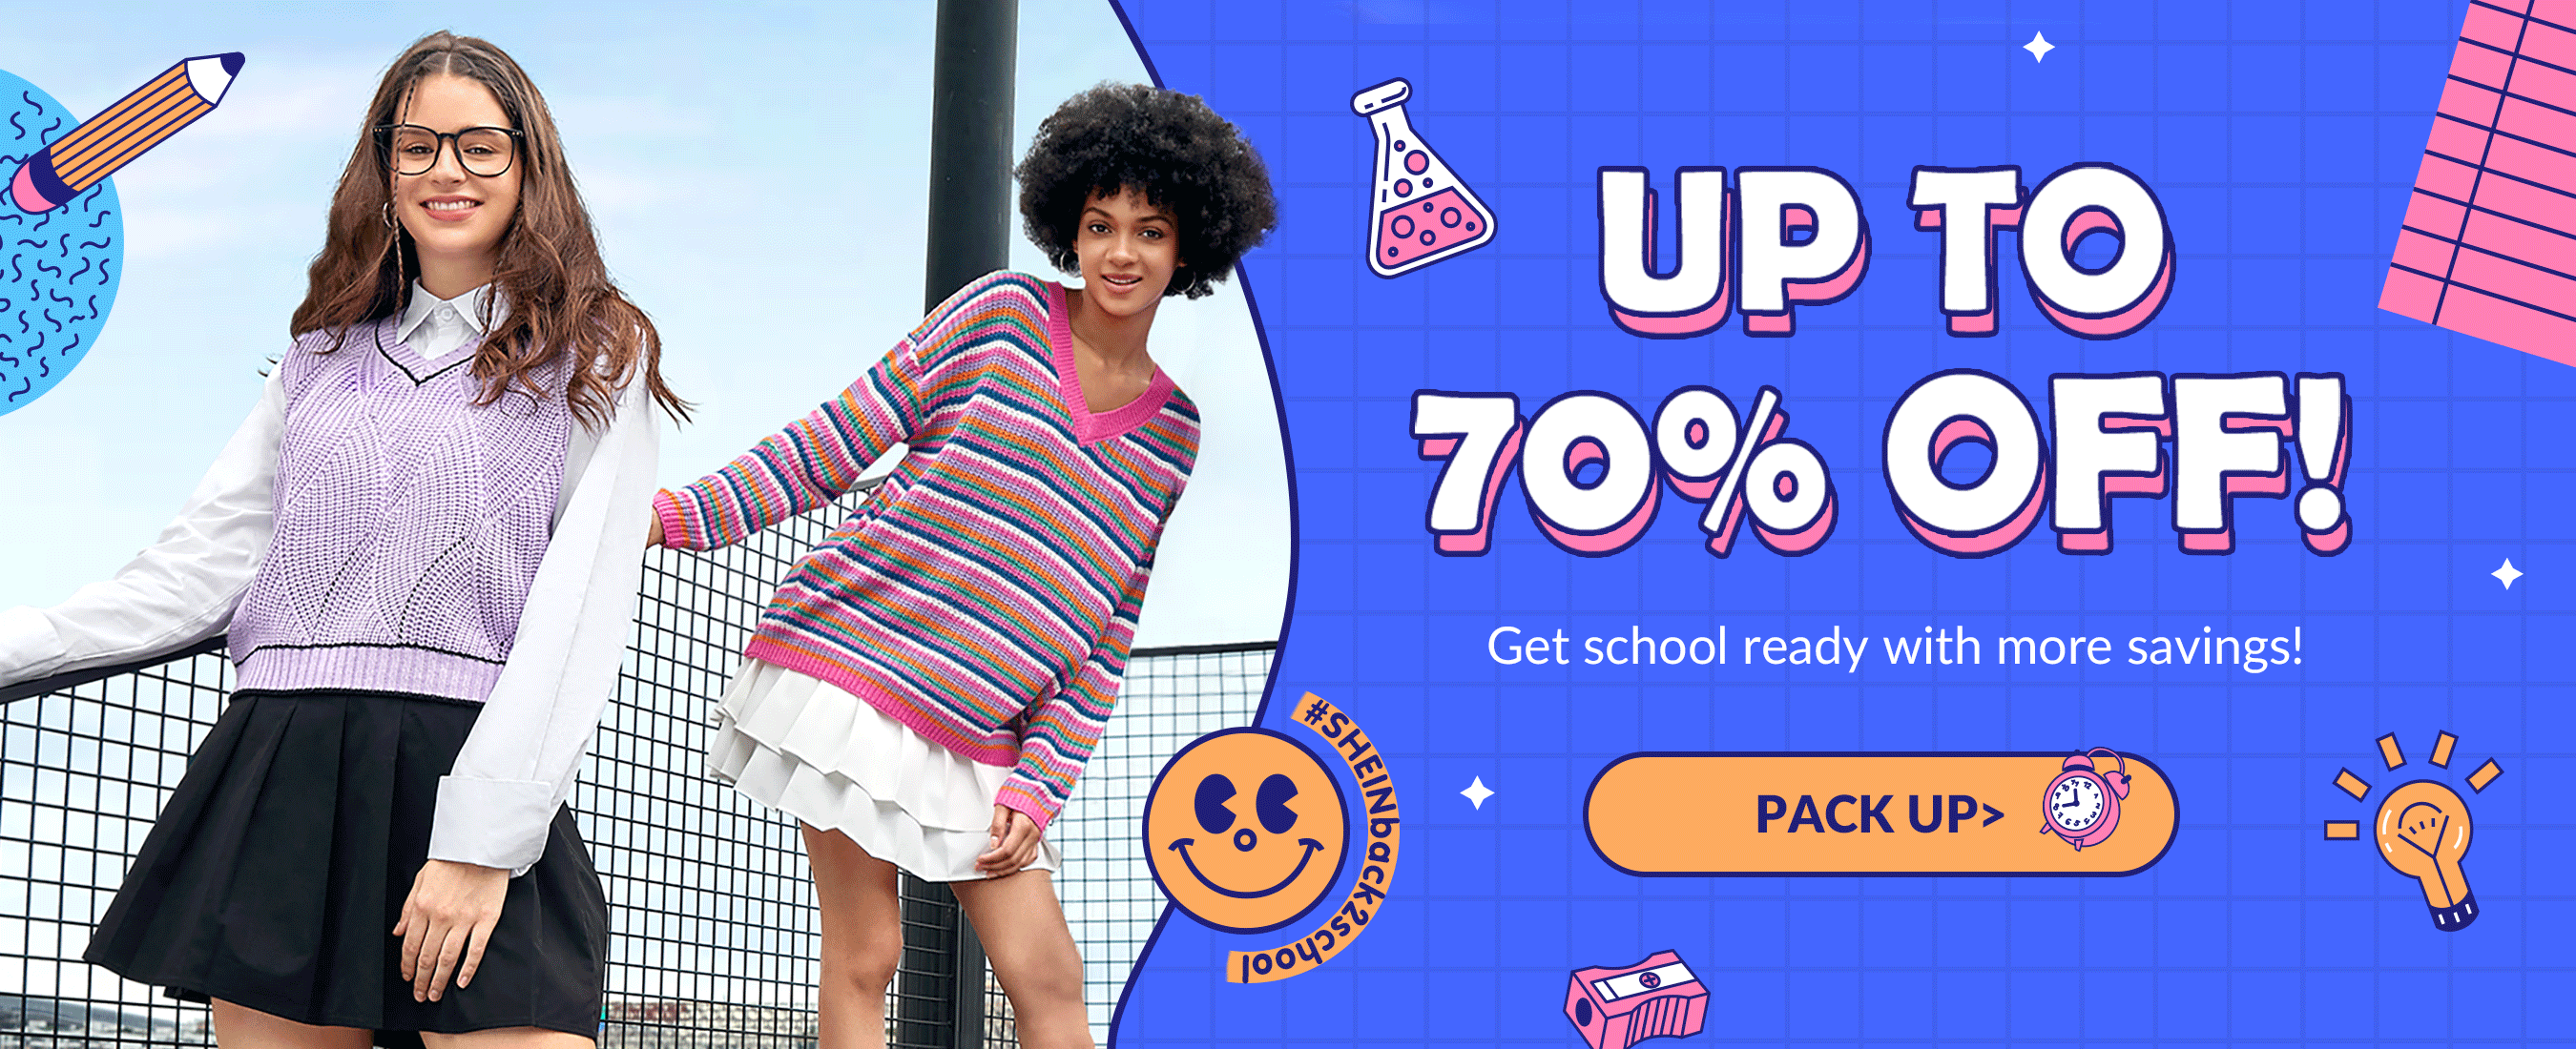 UP TO
70% OFF!
Get school ready with more savings!
PACK UP>
#SHEINback2school